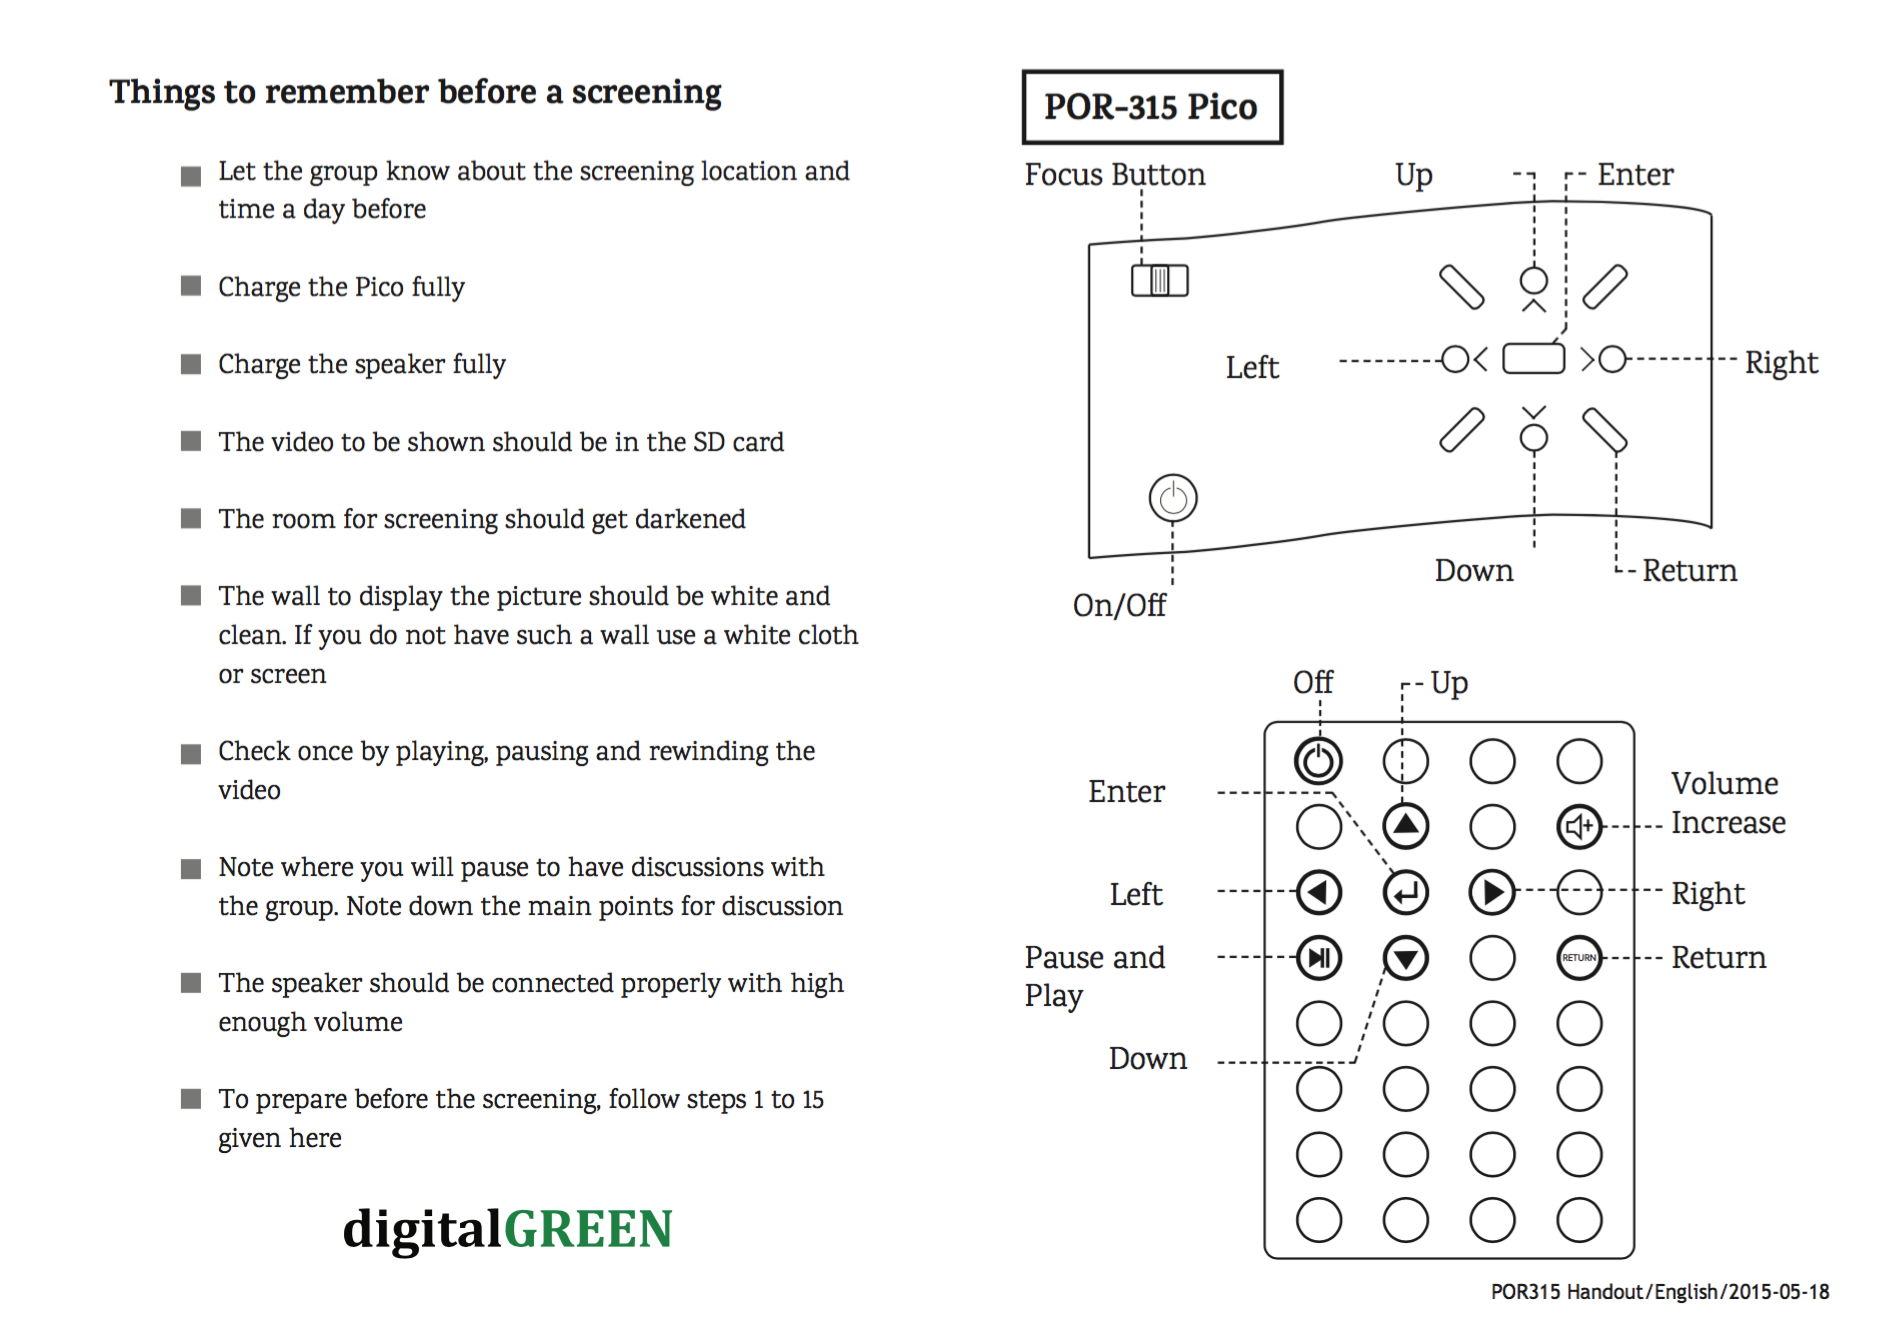 Things to remember before a screening
Let the group know about the screening location and
time a day before
Charge the Pico fully
Charge the speaker fully
The video to be shown should be in the SD card
The room for screening should get darkened
The wall to display the picture should be white and
clean. If you do not have such a wall use a white cloth
or screen
Check once by playing, pausing and rewinding the
video
Note where you will pause to have discussions with
the group. Note down the main points for discussion
The speaker should be connected properly with high
enough volume
To prepare before the screening, follow steps 1 to 15
given here
digitalGREEN
POR-315 Pico
Focus Button
Up
Enter
Left
Right
Down
Return
On/Off
Off
Up
Enter
Volume
Increase
Left
Right
Pause and
Play
RETURN
Return
Down
POR315 Handout/English/2015-05-18